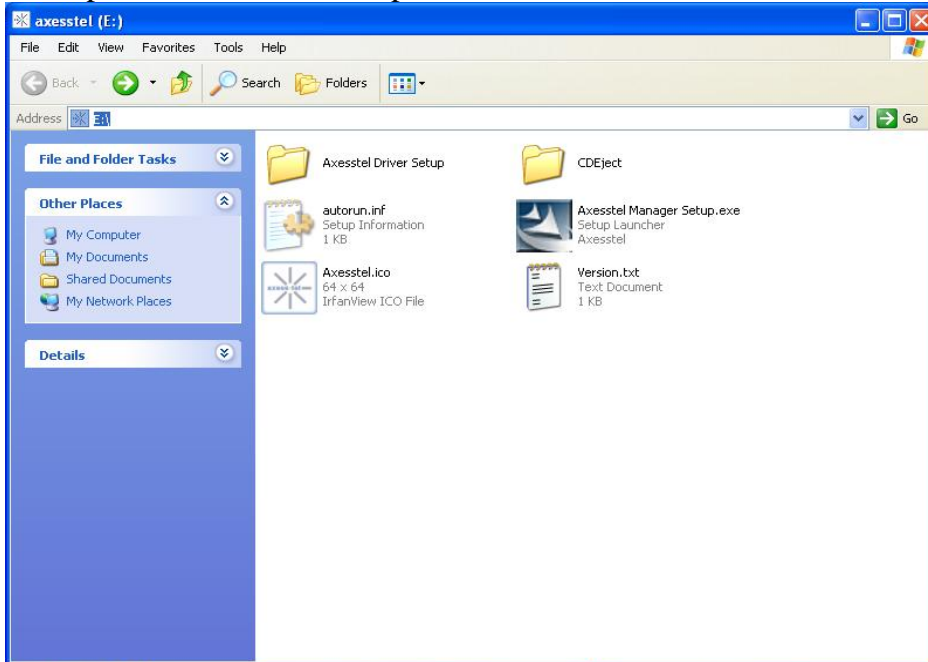 axesstel (E:)
File Edit View Favorites Tools Help
Back Search Folders
Address E:\ Go
File and Folder Tasks
Other Places
My Computer
My Documents
Shared Documents
My Network Places
Details
Axesstel Driver Setup
CDEject
autorun.inf
Setup Information
1 KB
Axesstel Manager Setup.exe
Setup Launcher
Axesstel
Axesstel.ico
64 x 64
IrfanView ICO File
Version.txt
Text Document
1 KB